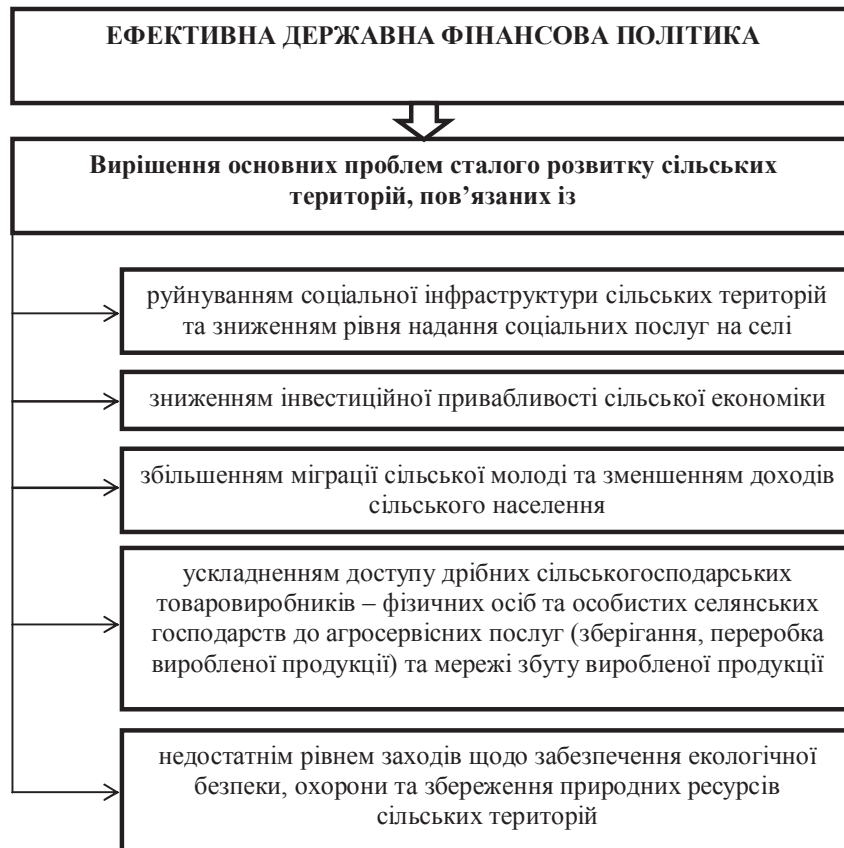 ЕФЕКТИВНА ДЕРЖАВНА ФІНАНСОВА ПОЛІТИКА
Вирішення основних проблем сталого розвитку сільських
територій, пов’язаних із
руйнуванням соціальної інфраструктури сільських територій
та зниженням рівня надання соціальних послуг на селі
зниженням інвестиційної привабливості сільської економіки
збільшенням міграції сільської молоді та зменшенням доходів
сільського населення
ускладненням доступу дрібних сільськогосподарських
товаровиробників – фізичних осіб та особистих селянських
господарств до агросервісних послуг (зберігання, переробка
виробленої продукції) та мережі збуту виробленої продукції
недостатнім рівнем заходів щодо забезпечення екологічної
безпеки, охорони та збереження природних ресурсів
сільських територій